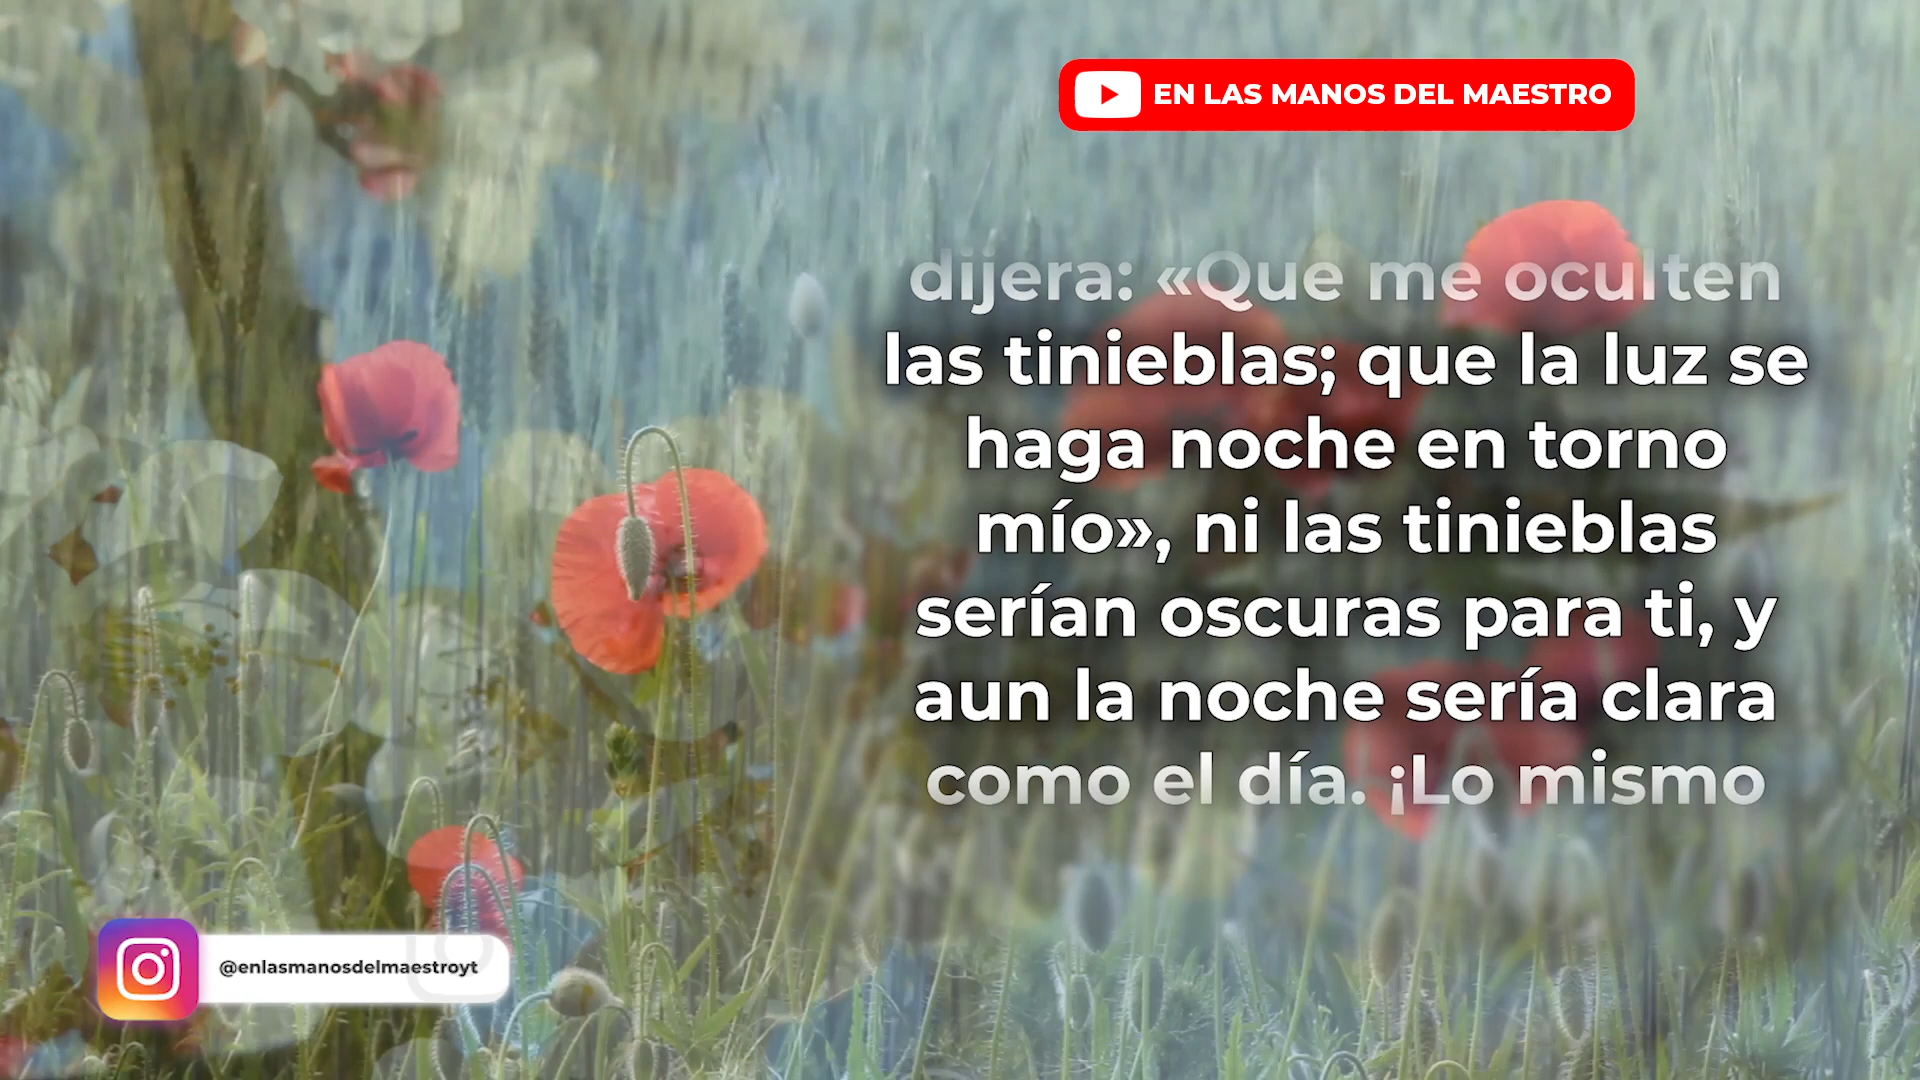 EN LAS MANOS DEL MAESTRO
dijera: «Que me oculten
las tinieblas; que la luz se
haga noche en torno
mío», ni las tinieblas
serían oscuras para ti, y
aun la noche sería clara
como el día. ¡Lo mismo
@enlasmanosdelmaestroyt